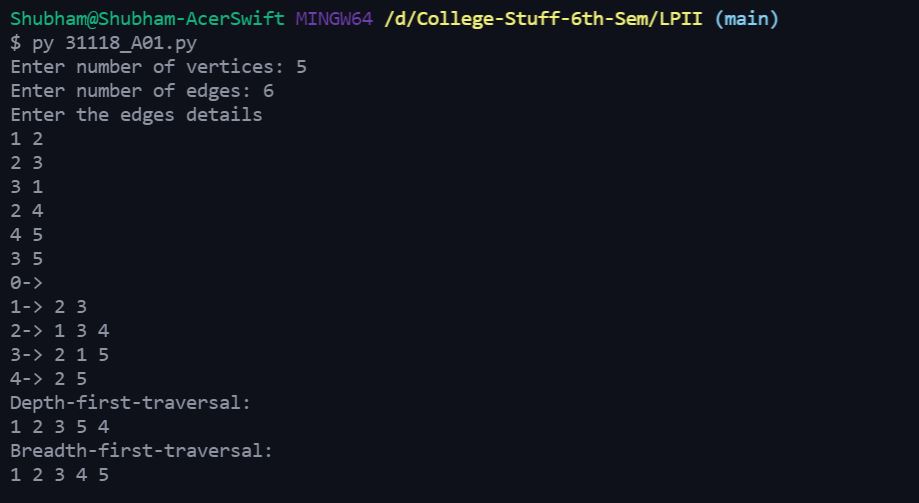 Shubham@Shubham-AcerSwift MINGW64 /d/College-Stuff-6th-Sem/LPII (main)
$ py 31118_A01.py
Enter number of vertices: 5
Enter number of edges: 6
Enter the edges details
1 2
2 3
3 1
2 4
4 5
3 5
0->
1-> 2 3
2-> 1 3 4
3-> 2 1 5
4-> 2 5
Depth-first-traversal:
1 2 3 5 4
Breadth-first-traversal:
1 2 3 4 5